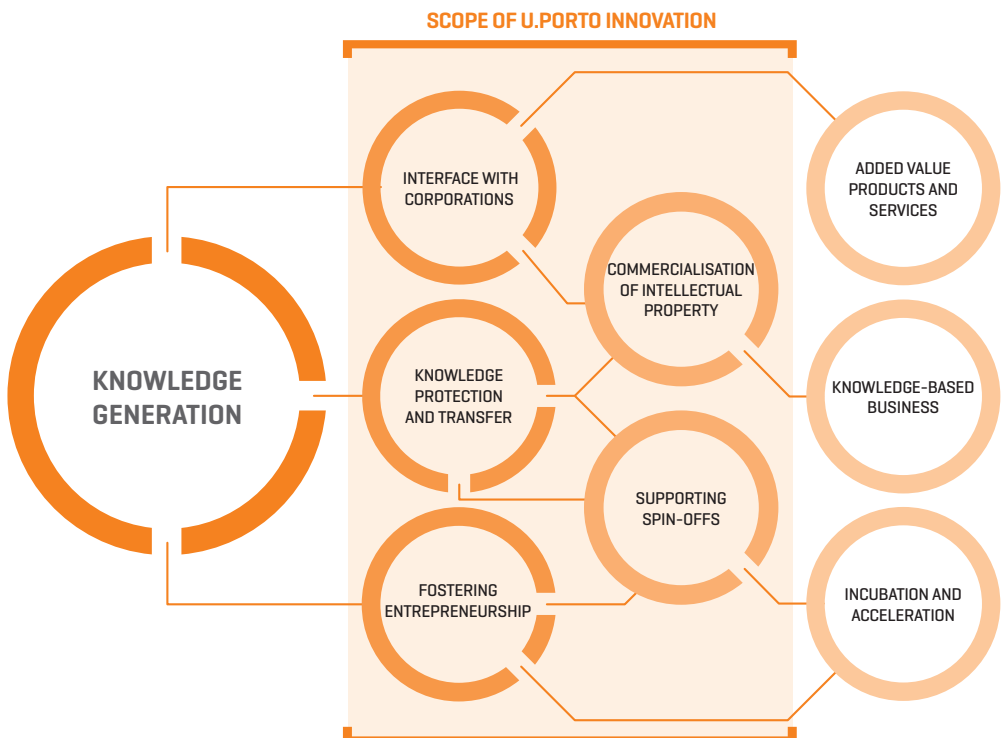 SCOPE OF U.PORTO INNOVATION
KNOWLEDGE
GENERATION
INTERFACE WITH
CORPORATIONS
KNOWLEDGE
PROTECTION
AND TRANSFER
FOSTERING
ENTREPRENEURSHIP
COMMERCIALISATION
OF INTELLECTUAL
PROPERTY
SUPPORTING
SPIN-OFFS
ADDED VALUE
PRODUCTS AND
SERVICES
KNOWLEDGE-BASED
BUSINESS
INCUBATION AND
ACCELERATION